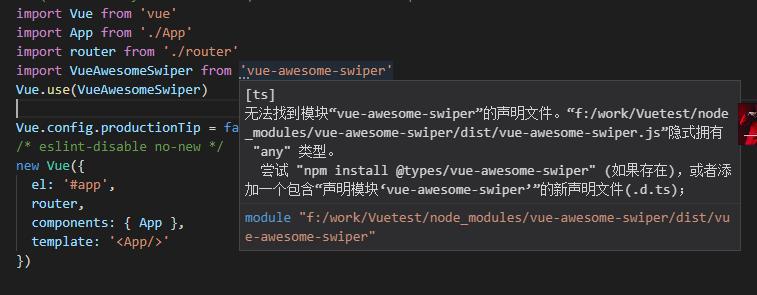 import Vue from 'vue'
import App from './App'
import router from './router'
import VueAwesomeSwiper from 'vue-awesome-swiper'
Vue.use(VueAwesomeSwiper)
[ts]
无法找到模块“vue-awesome-swiper”的声明文件。“f:/work/Vuetest/node
_modules/vue-awesome-swiper/dist/vue-awesome-swiper.js”隐式拥有
"any" 类型。
尝试 "npm install @types/vue-awesome-swiper" (如果存在)，或者添
加一个包含“声明模块‘vue-awesome-swiper’”的新声明文件(.d.ts);
module "f:/work/Vuetest/node_modules/vue-awesome-swiper/dist/vu
e-awesome-swiper"
Vue.config.productionTip = fa
/* eslint-disable no-new */
new Vue({
el: '#app',
router,
components: { App },
template: '<App/>'
})